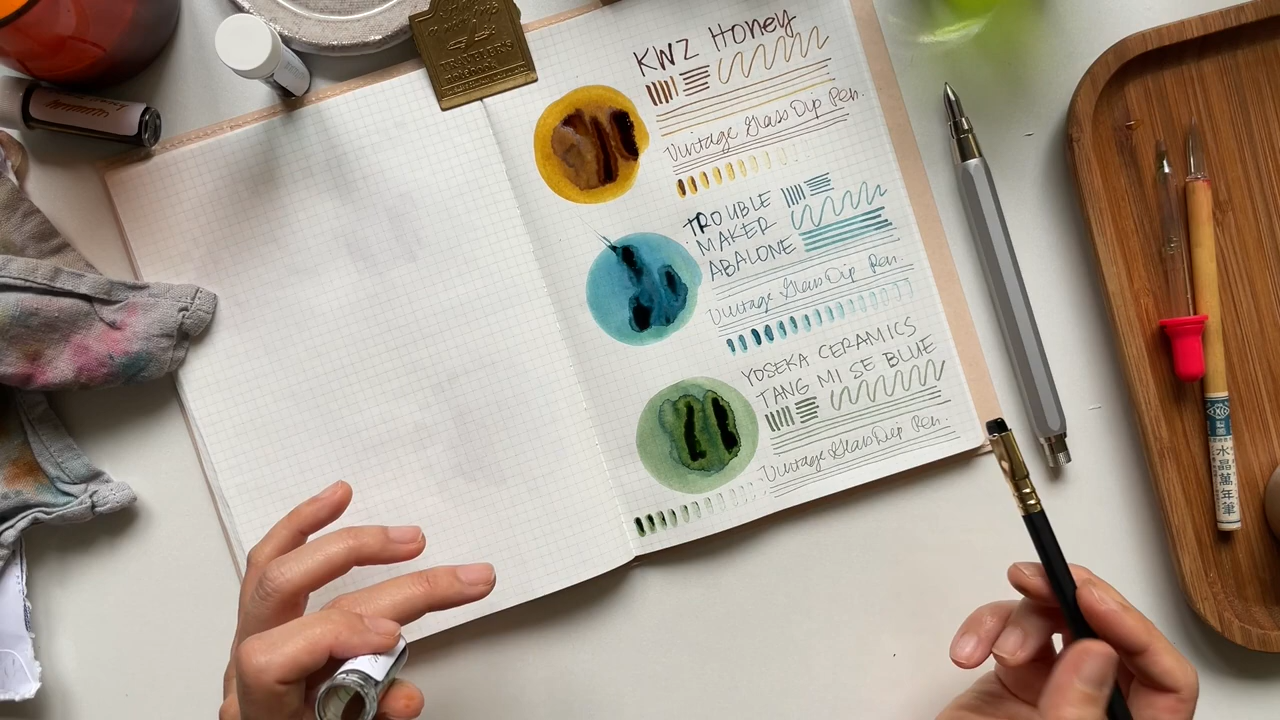 TRAVELER'S
KWZ Honey
Vintage Glass Dip Pen.
TROUBLE
MAKER
ABALONE
Vintage Glass Dip Pen.
YOSEKA CERAMICS
TANG MI SE BLUE
Vintage Glass Dip Pen.
水晶萬年筆